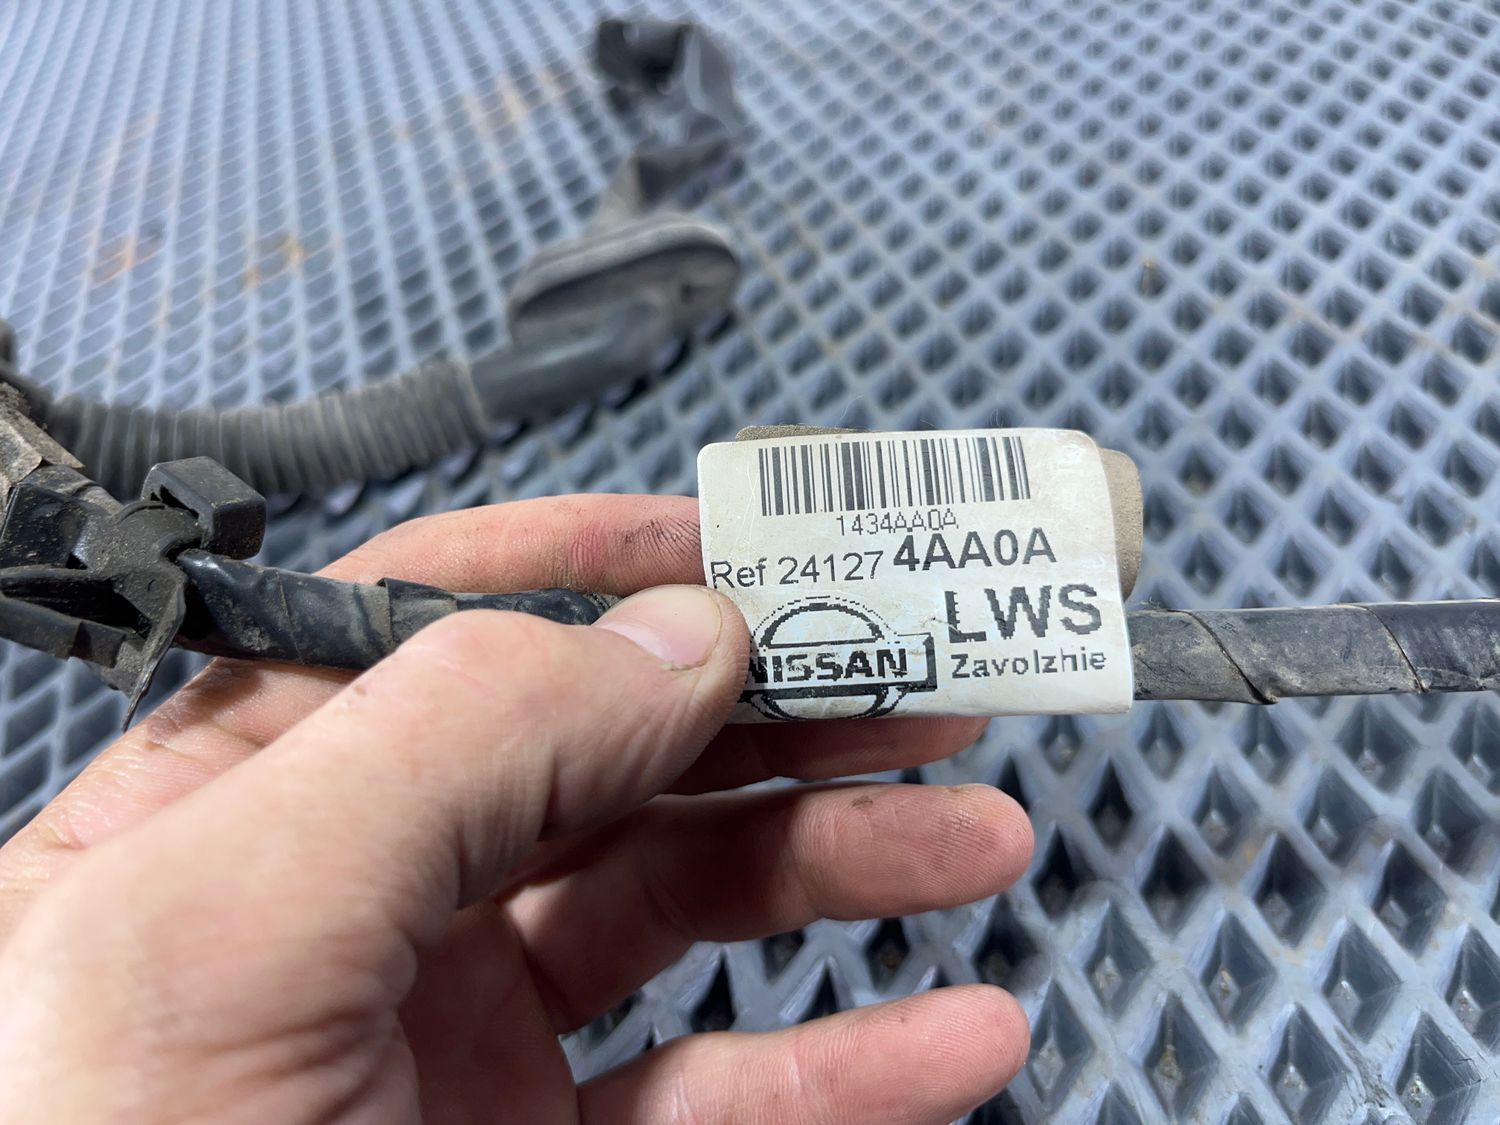 1434AA0A
Ref 24127 4AA0A
LWS
NISSAN
Zavolzhie